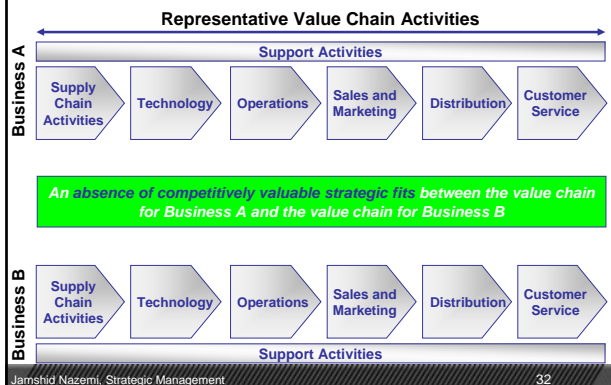 Representative Value Chain Activities
Business A
Support Activities
Supply
Chain
Activities
Technology
Operations
Sales and
Marketing
Distribution
Customer
Service
An absence of competitively valuable strategic fits between the value chain
for Business A and the value chain for Business B
Business B
Supply
Chain
Activities
Technology
Operations
Sales and
Marketing
Distribution
Customer
Service
Support Activities
Jamshid Nazemi, Strategic Management
32